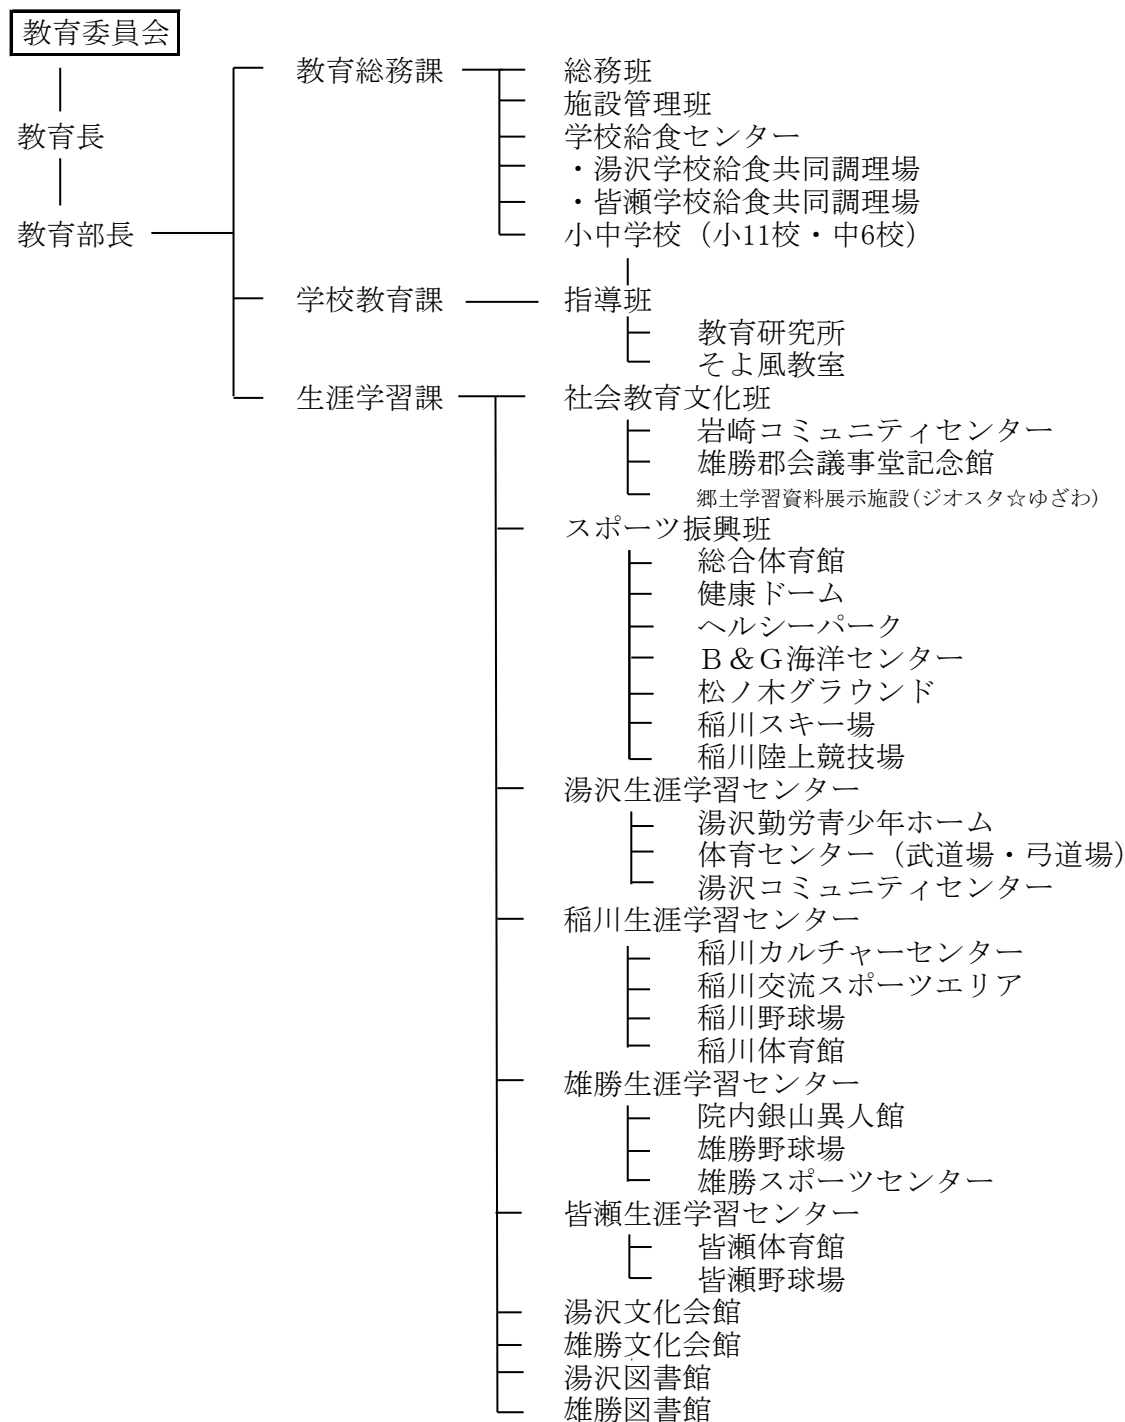 教育委員会
教育総務課 総務班
施設管理班
教育長 学校給食センター
・湯沢学校給食共同調理場
・皆瀬学校給食共同調理場
教育部長 小中学校（小11校・中6校）
学校教育課 指導班
教育研究所
そよ風教室
生涯学習課 社会教育文化班
岩崎コミュニティセンター
雄勝郡会議事堂記念館
郷土学習資料展示施設(ジオスタ☆ゆざわ)
スポーツ振興班
総合体育館
健康ドーム
ヘルシーパーク
Ｂ＆Ｇ海洋センター
松ノ木グラウンド
稲川スキー場
稲川陸上競技場
湯沢生涯学習センター
湯沢勤労青少年ホーム
体育センター（武道場・弓道場）
湯沢コミュニティセンター
稲川生涯学習センター
稲川カルチャーセンター
稲川交流スポーツエリア
稲川野球場
稲川体育館
雄勝生涯学習センター
院内銀山異人館
雄勝野球場
雄勝スポーツセンター
皆瀬生涯学習センター
皆瀬体育館
皆瀬野球場
湯沢文化会館
雄勝文化会館
湯沢図書館
雄勝図書館